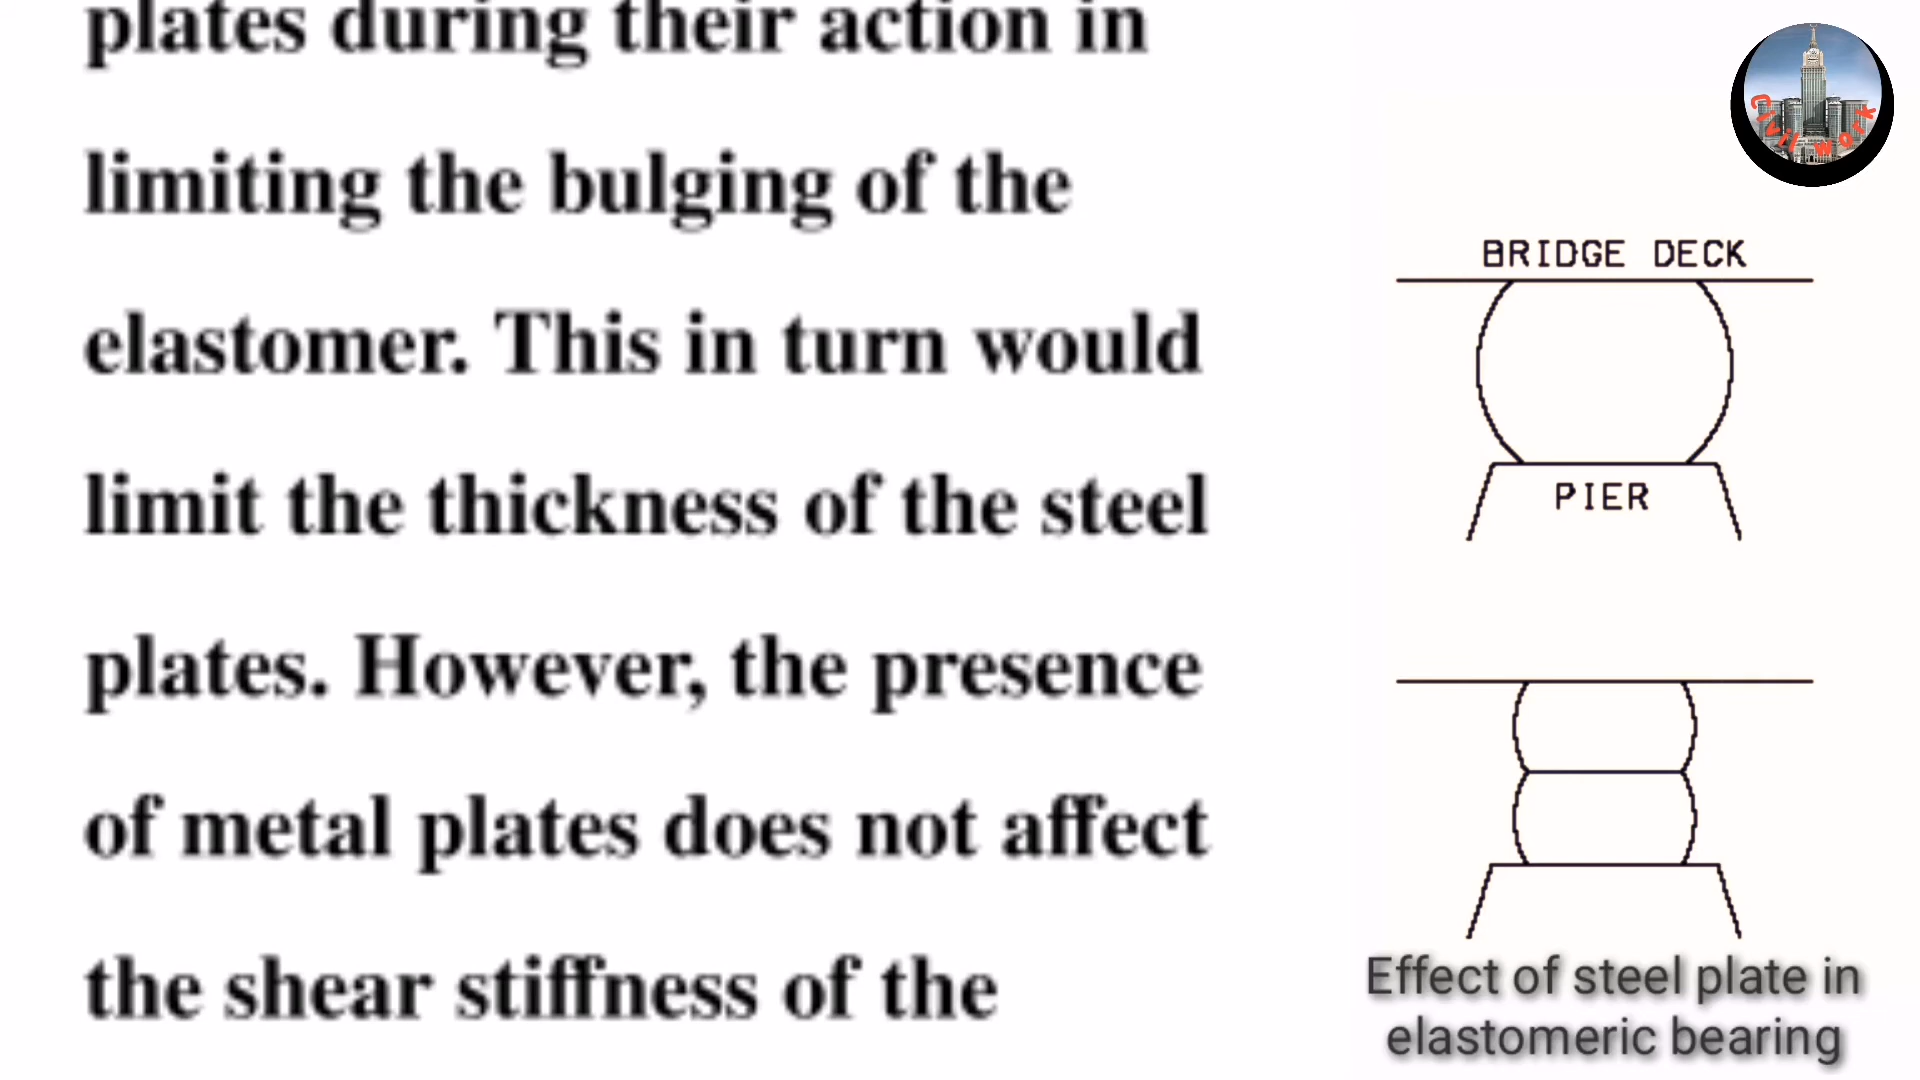 plates during their action in
limiting the bulging of the
elastomer. This in turn would
limit the thickness of the steel
plates. However, the presence
of metal plates does not affect
the shear stiffness of the
Civil work
BRIDGE DECK
PIER
Effect of steel plate in
elastomeric bearing